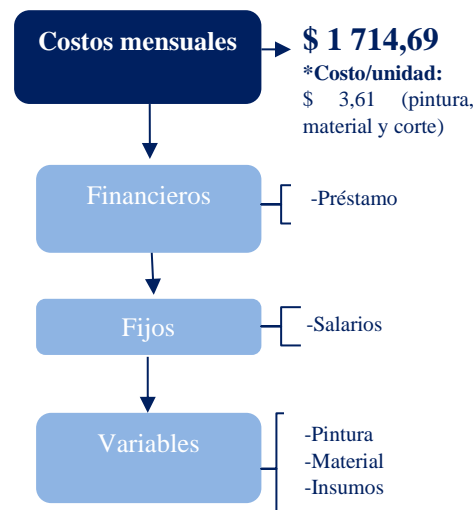 Costos mensuales
$ 1 714,69
*Costo/unidad:
$ 3,61 (pintura,
material y corte)
Financieros
-Préstamo
Fijos
-Salarios
Variables
-Pintura
-Material
-Insumos